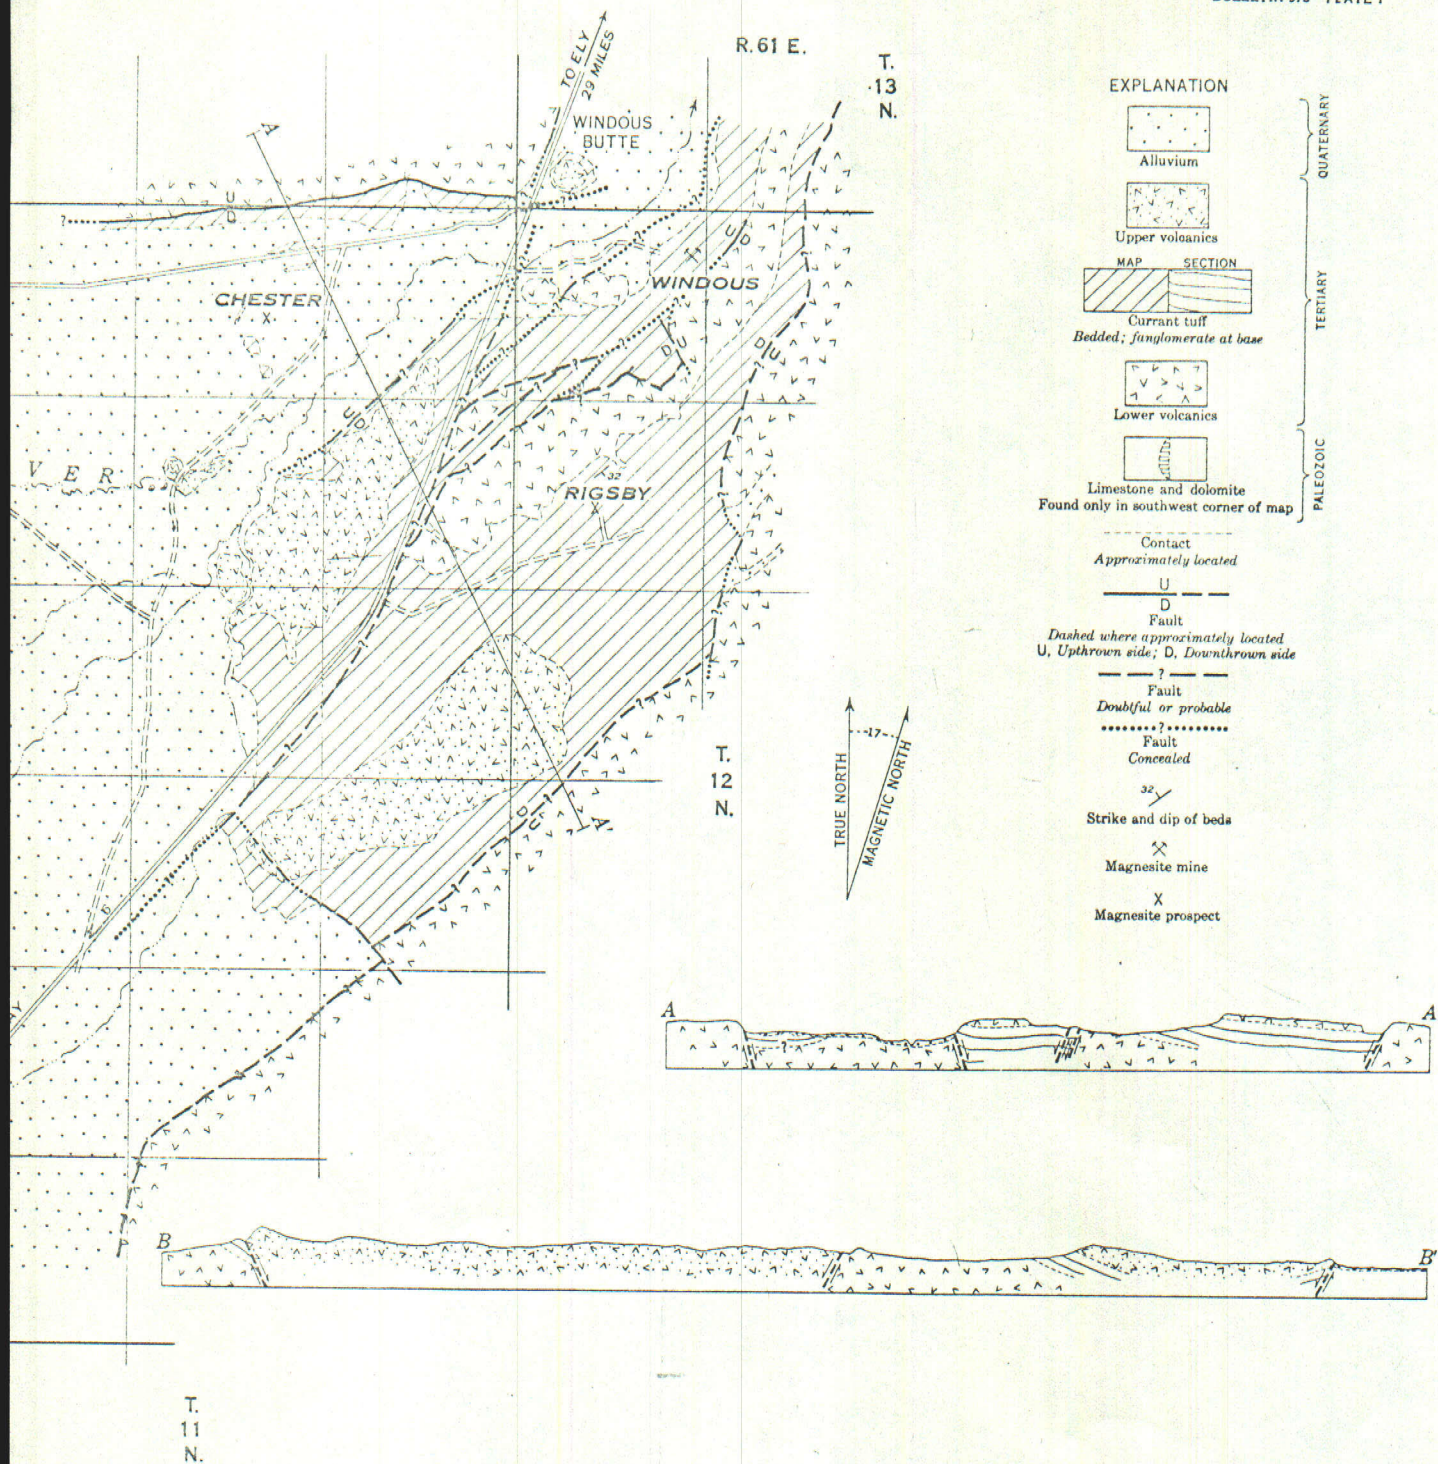 R. 61 E.
T.
13
N.
TO ELY
29 MILES
WINDOUS
BUTTE
A
U
D
?
CHESTER
X
WINDOUS
U D
D U
D/U
U/D
V E R
32
RIGSBY
X
6
A'
D U
T.
12
N.
T.
11
N.
EXPLANATION
Alluvium
QUATERNARY
Upper volcanics
MAP SECTION
Currant tuff
Bedded; fanglomerate at base
Lower volcanics
TERTIARY
Limestone and dolomite
Found only in southwest corner of map
PALEOZOIC
Contact
Approximately located
U
D
Fault
Dashed where approximately located
U, Upthrown side; D, Downthrown side
?
Fault
Doubtful or probable
?
Fault
Concealed
32
Strike and dip of beds
Magnesite mine
X
Magnesite prospect
TRUE NORTH
17
MAGNETIC NORTH
A A
B B'